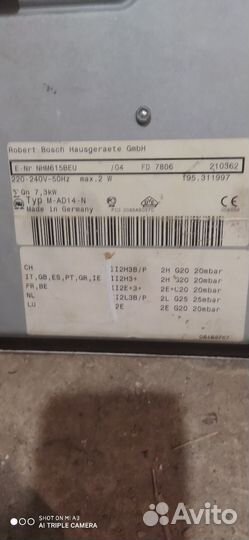 Robert Bosch Hausgeraete GmbH
E-Nr NHM615BEU /04 FD 7806 210362
220-240V-50Hz max.2 W 195.311997
ΣQn 7,3kW
Typ M-AD14-N
Made in Germany
CH II2H3B/P 2H G20 20mbar
IT,GB,ES,PT,GR,IE II2H3+ 2H G20 20mbar
FR,BE II2E+3+ 2E+G20 20mbar
NL II2L3B/P 2L G25 25mbar
LU I2E 2E G20 20mbar
SHOT ON MI A3
AI TRIPLE CAMERA
Avito